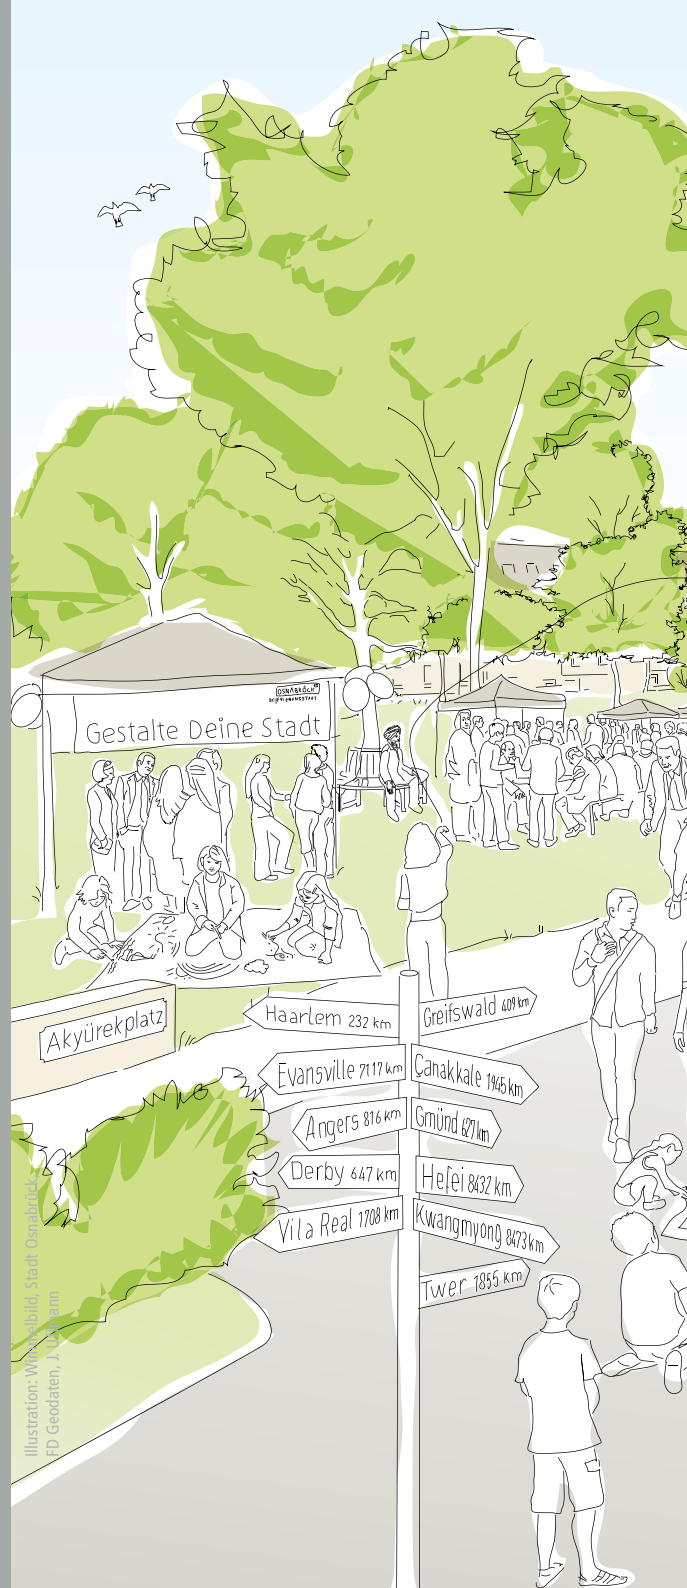 OSNABRÜCK
Gestalte Deine Stadt
Akyürekplatz
Haarlem 232 km
Greifswald 409 km
Evansville 7117 km
Çanakkale 1945 km
Angers 816 km
Gmünd 627 km
Derby 647 km
Hefei 8432 km
Vila Real 1708 km
Kwangmyong 8473 km
Twer 1855 km
Illustration: Wimmelbild, Stadt Osnabrück,
FD Geodaten, J.